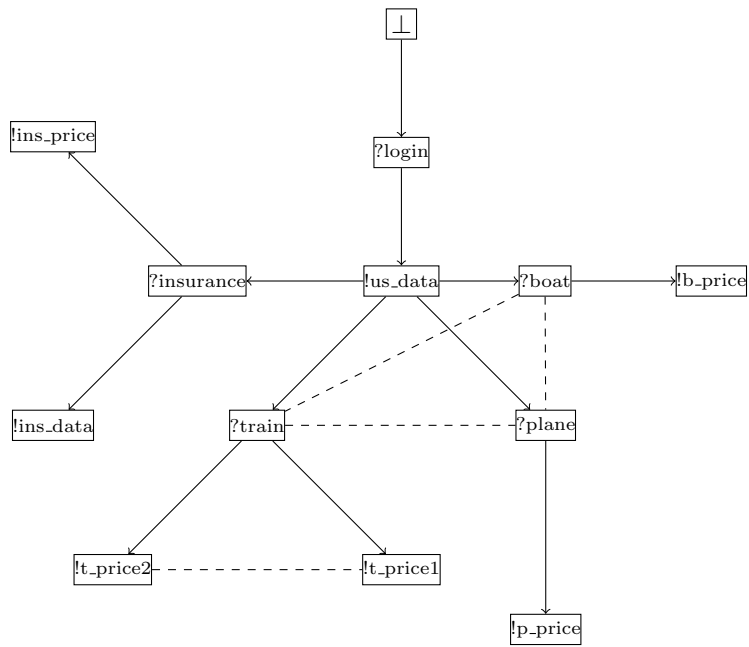 ⊥
!ins_price
?login
?insurance
!us_data
?boat
!b_price
!ins_data
?train
?plane
!t_price2
!t_price1
!p_price